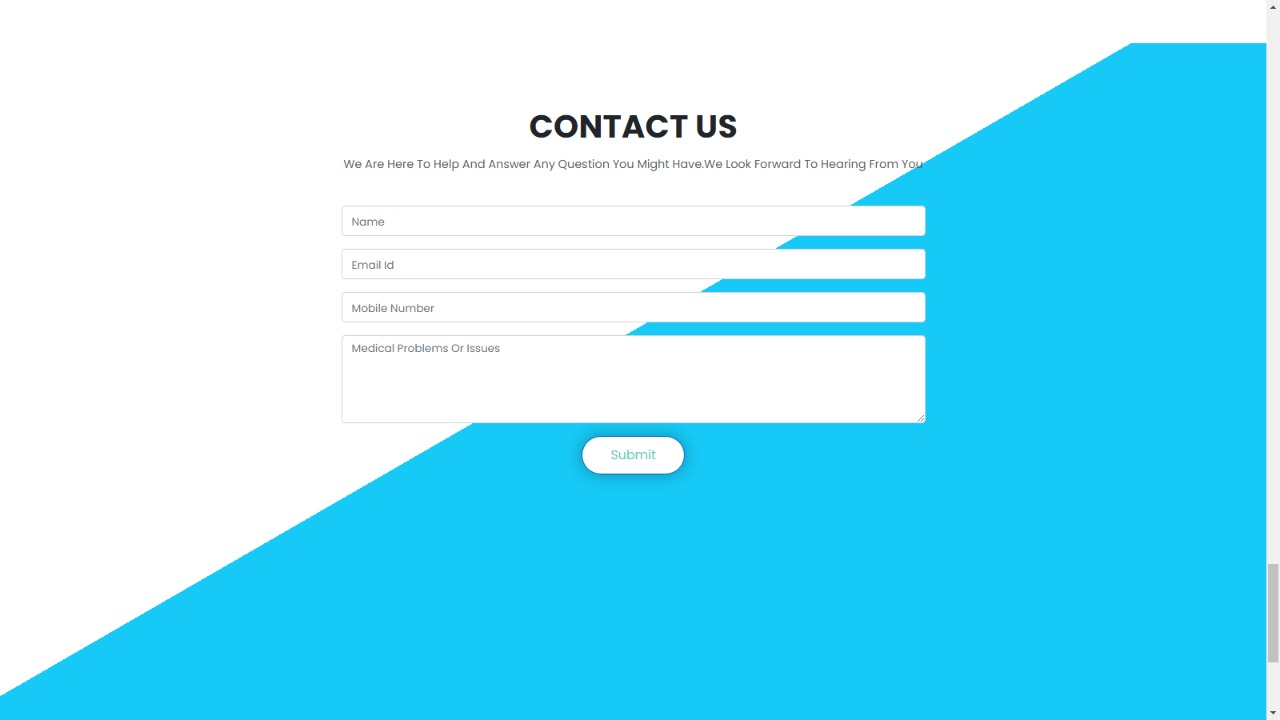 CONTACT US
We Are Here To Help And Answer Any Question You Might Have.We Look Forward To Hearing From You
Name
Email Id
Mobile Number
Medical Problems Or Issues
Submit